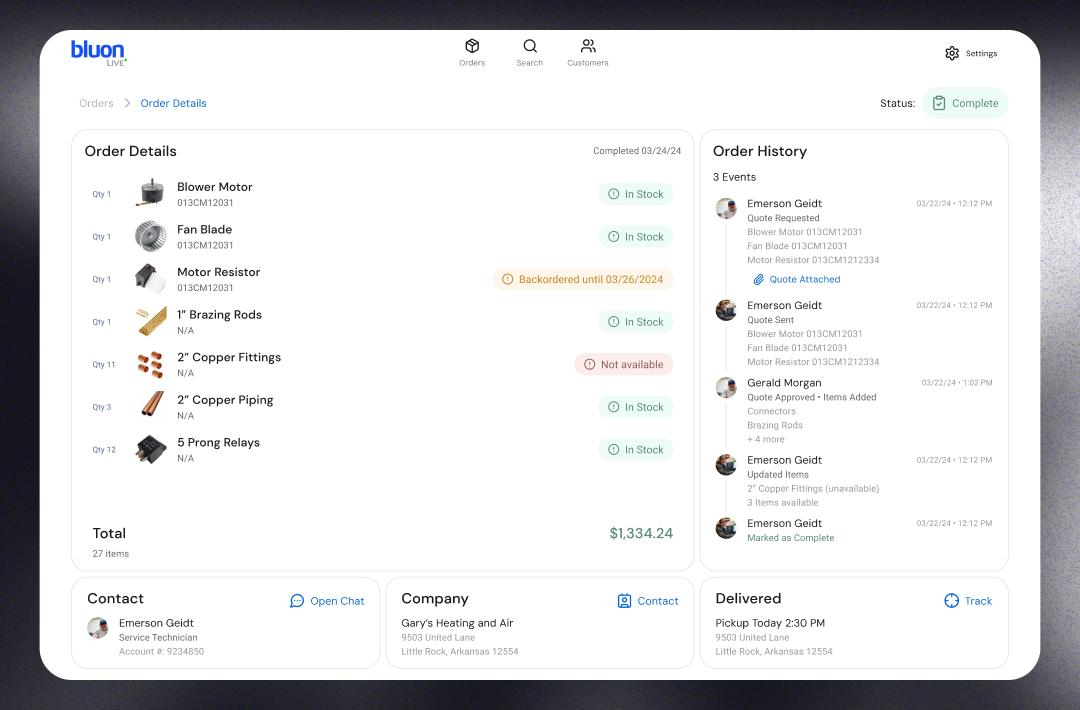 bluon
LIVE
Orders
Search
Customers
Settings
Orders
Order Details
Status:
Complete
Order Details
Completed 03/24/24
Qty 1
Blower Motor
013CM12031
In Stock
Qty 1
Fan Blade
013CM12031
In Stock
Qty 1
Motor Resistor
013CM12031
Backordered until 03/26/2024
Qty 1
1” Brazing Rods
N/A
In Stock
Qty 11
2” Copper Fittings
N/A
Not available
Qty 3
2” Copper Piping
N/A
In Stock
Qty 12
5 Prong Relays
N/A
In Stock
Total
27 items
$1,334.24
Order History
3 Events
Emerson Geidt
03/22/24 • 12:12 PM
Quote Requested
Blower Motor 013CM12031
Fan Blade 013CM12031
Motor Resistor 013CM1212334
Quote Attached
Emerson Geidt
03/22/24 • 12:12 PM
Quote Sent
Blower Motor 013CM12031
Fan Blade 013CM12031
Motor Resistor 013CM1212334
Gerald Morgan
03/22/24 • 1:02 PM
Quote Approved • Items Added
Connectors
Brazing Rods
+ 4 more
Emerson Geidt
03/22/24 • 12:12 PM
Updated Items
2” Copper Fittings (unavailable)
3 Items available
Emerson Geidt
03/22/24 • 12:12 PM
Marked as Complete
Contact
Open Chat
Emerson Geidt
Service Technician
Account #: 9234850
Company
Contact
Gary’s Heating and Air
9503 United Lane
Little Rock, Arkansas 12554
Delivered
Track
Pickup Today 2:30 PM
9503 United Lane
Little Rock, Arkansas 12554